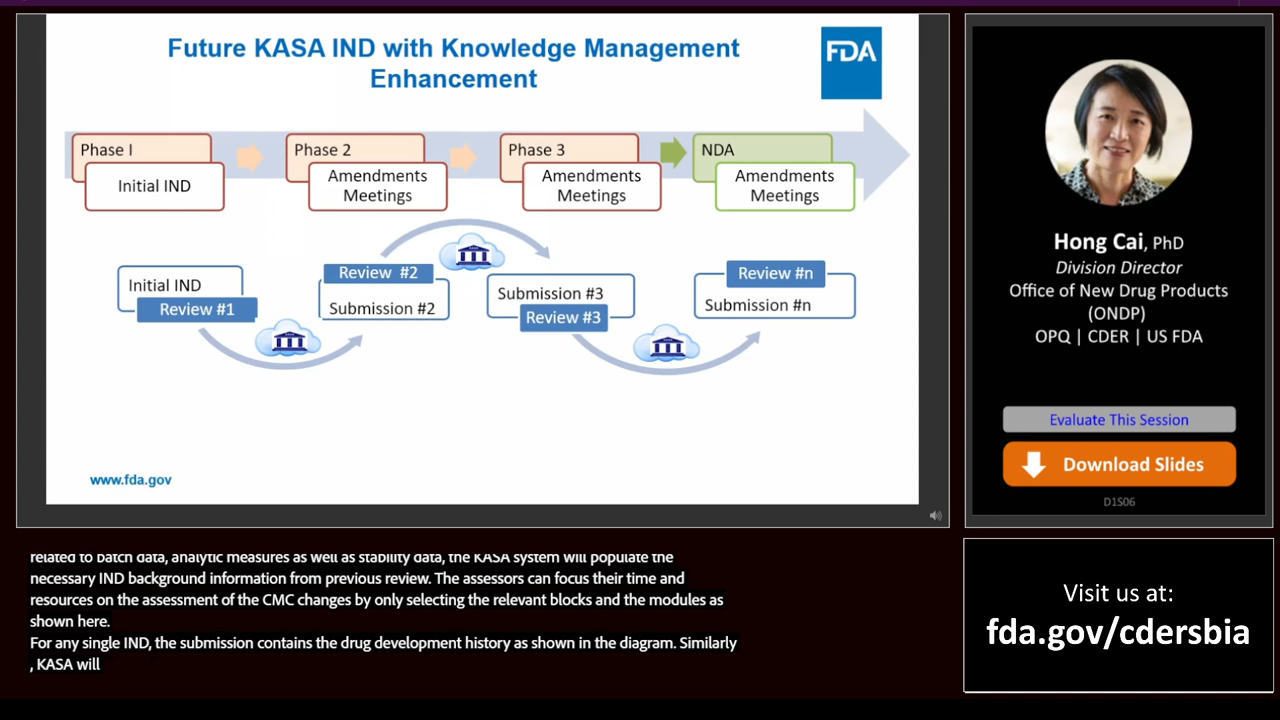 Future KASA IND with Knowledge Management
Enhancement
FDA
Phase I
Initial IND
Phase 2
Amendments
Meetings
Phase 3
Amendments
Meetings
NDA
Amendments
Meetings
Initial IND
Review #1
Review #2
Submission #2
Submission #3
Review #3
Review #n
Submission #n
www.fda.gov
Hong Cai, PhD
Division Director
Office of New Drug Products
(ONDP)
OPQ | CDER | US FDA
Evaluate This Session
Download Slides
D1S06
related to batch data, analytic measures as well as stability data, the KASA system will populate the
necessary IND background information from previous review. The assessors can focus their time and
resources on the assessment of the CMC changes by only selecting the relevant blocks and the modules as
shown here.
For any single IND, the submission contains the drug development history as shown in the diagram. Similarly
, KASA will
Visit us at:
fda.gov/cdersbia